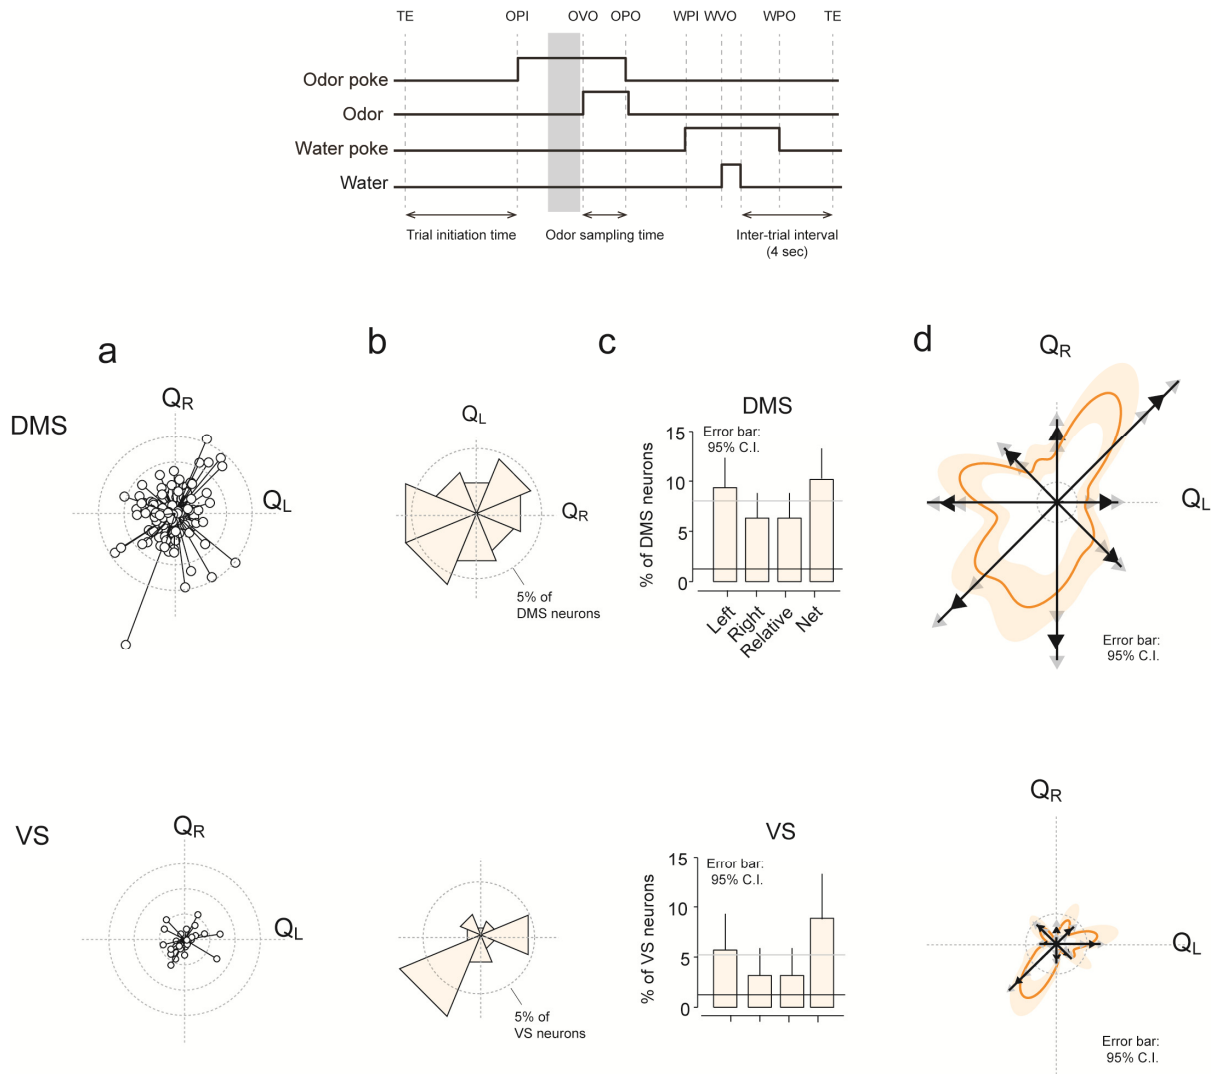 TE OPI OVO OPO WPI WVO WPO TE
Odor poke
Odor
Water poke
Water
Trial initiation time Odor sampling time Inter-trial interval
(4 sec)
a b c d
DMS
QR
QL
QL
QR
5% of
DMS neurons
DMS
Error bar:
95% C.I.
% of DMS neurons
15
10
5
0
Left Right Relative Net
QR
QL
Error bar:
95% C.I.
VS
QR
QL
5% of
VS neurons
VS
Error bar:
95% C.I.
% of VS neurons
15
10
5
0
QR
QL
Error bar:
95% C.I.